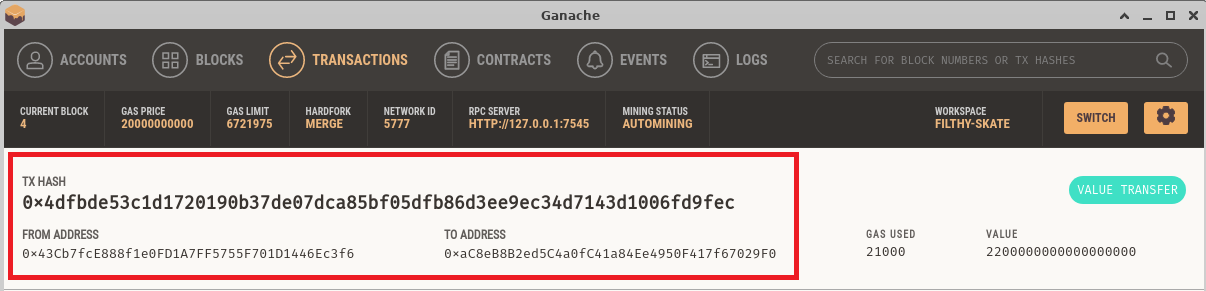 Ganache
ACCOUNTS BLOCKS TRANSACTIONS CONTRACTS EVENTS LOGS SEARCH FOR BLOCK NUMBERS OR TX HASHES
CURRENT BLOCK GAS PRICE GAS LIMIT HARDFORK NETWORK ID RPC SERVER MINING STATUS WORKSPACE
4 20000000000 6721975 MERGE 5777 HTTP://127.0.0.1:7545 AUTOMINING FILTHY-SKATE SWITCH
TX HASH
0×4dfbde53c1d1720190b37de07dca85bf05dfb86d3ee9ec34d7143d1006fd9fec VALUE TRANSFER
FROM ADDRESS TO ADDRESS GAS USED VALUE
0×43Cb7fcE888f1e0FD1A7FF5755F701D1446Ec3f6 0×aC8eB8B2ed5C4a0fC41a84Ee4950F417f67029F0 21000 2200000000000000000